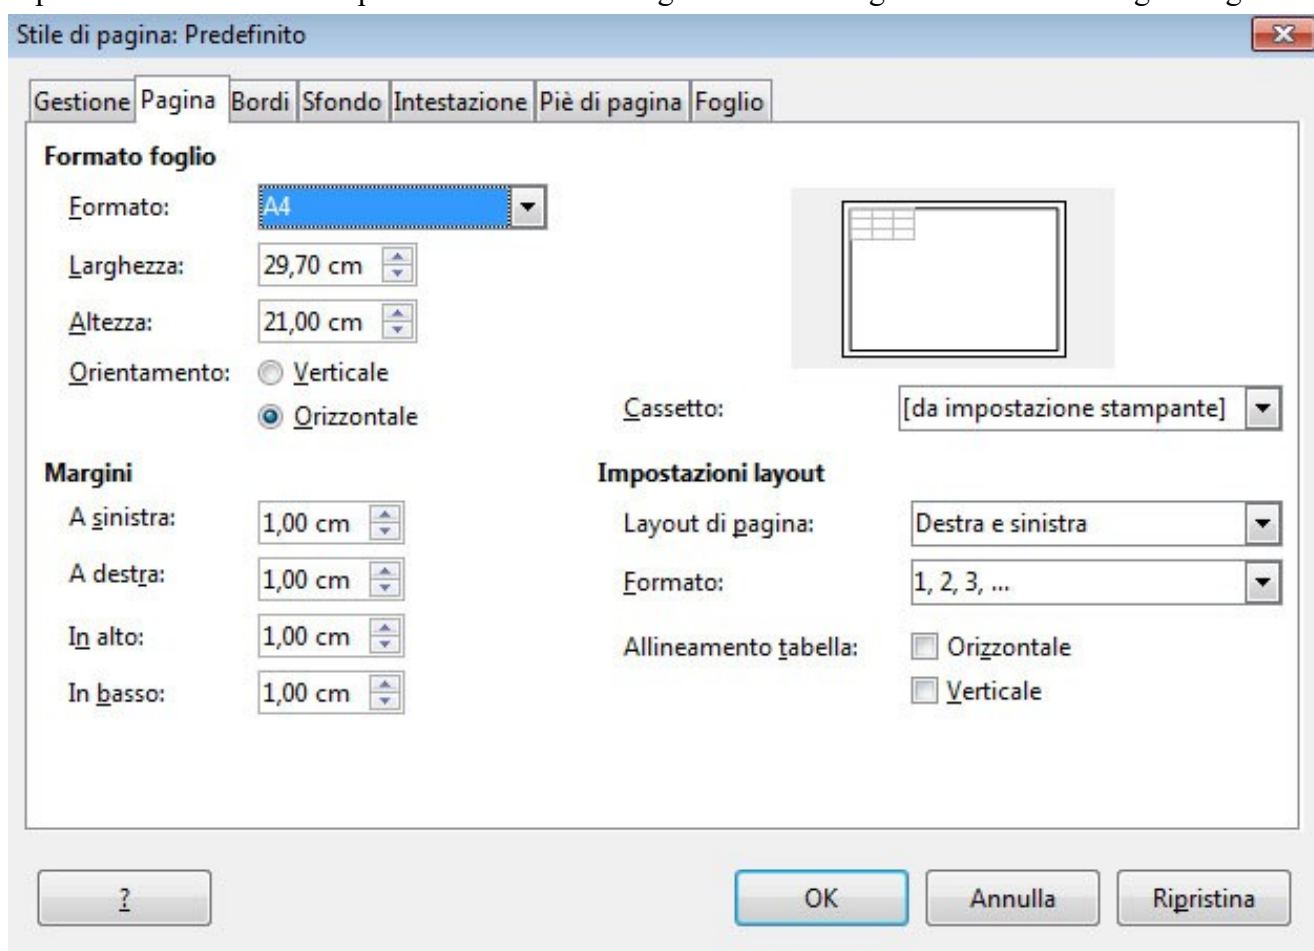 Stile di pagina: Predefinito
Gestione Pagina Bordi Sfondo Intestazione Piè di pagina Foglio
Formato foglio
Formato: A4
Larghezza: 29,70 cm
Altezza: 21,00 cm
Orientamento: Verticale
Orizzontale
Cassetto: [da impostazione stampante]
Margini
A sinistra: 1,00 cm
A destra: 1,00 cm
In alto: 1,00 cm
In basso: 1,00 cm
Impostazioni layout
Layout di pagina: Destra e sinistra
Formato: 1, 2, 3, ...
Allineamento tabella: Orizzontale
Verticale
? OK Annulla Ripristina